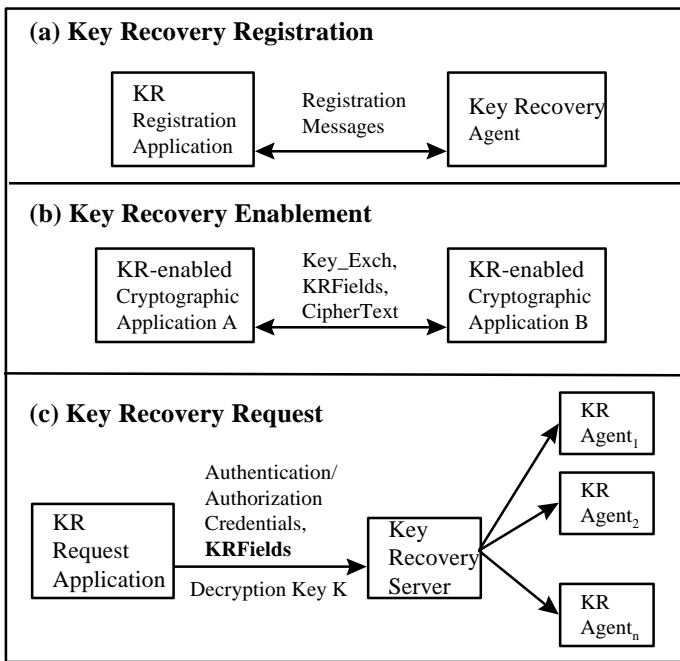 (a) Key Recovery Registration
KR
Registration
Application
Registration
Messages
Key Recovery
Agent
(b) Key Recovery Enablement
KR-enabled
Cryptographic
Application A
Key_Exch,
KRFields,
CipherText
KR-enabled
Cryptographic
Application B
(c) Key Recovery Request
KR
Request
Application
Authentication/
Authorization
Credentials,
KRFields
Decryption Key K
Key
Recovery
Server
KR
Agent1
KR
Agent2
KR
Agentn